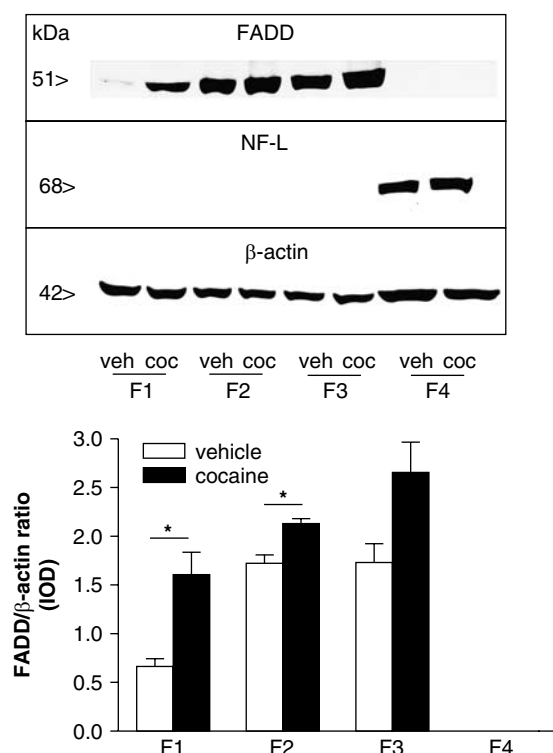 kDa
FADD
51>
NF-L
68>
β-actin
42>
veh coc veh coc veh coc veh coc
F1 F2 F3 F4
3.0
2.5
2.0
1.5
1.0
0.5
0.0
FADD/β-actin ratio
(IOD)
vehicle
cocaine
*
*
F1 F2 F3 F4